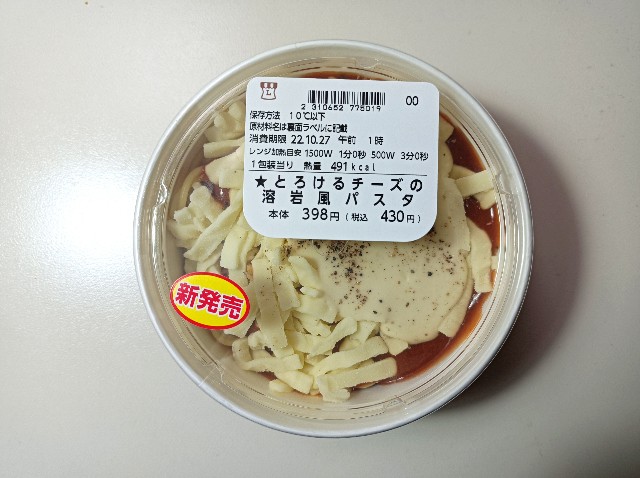 L
2 310652 775019
00
保存方法 10℃以下
原材料名は裏面ラベルに記載
消費期限 22.10.27 午前 1時
レンジ加熱目安 1500W 1分0秒 500W 3分0秒
1包装当り 熱量 491kcal
★とろけるチーズの
溶岩風パスタ
本体 398円(税込 430円)
新発売